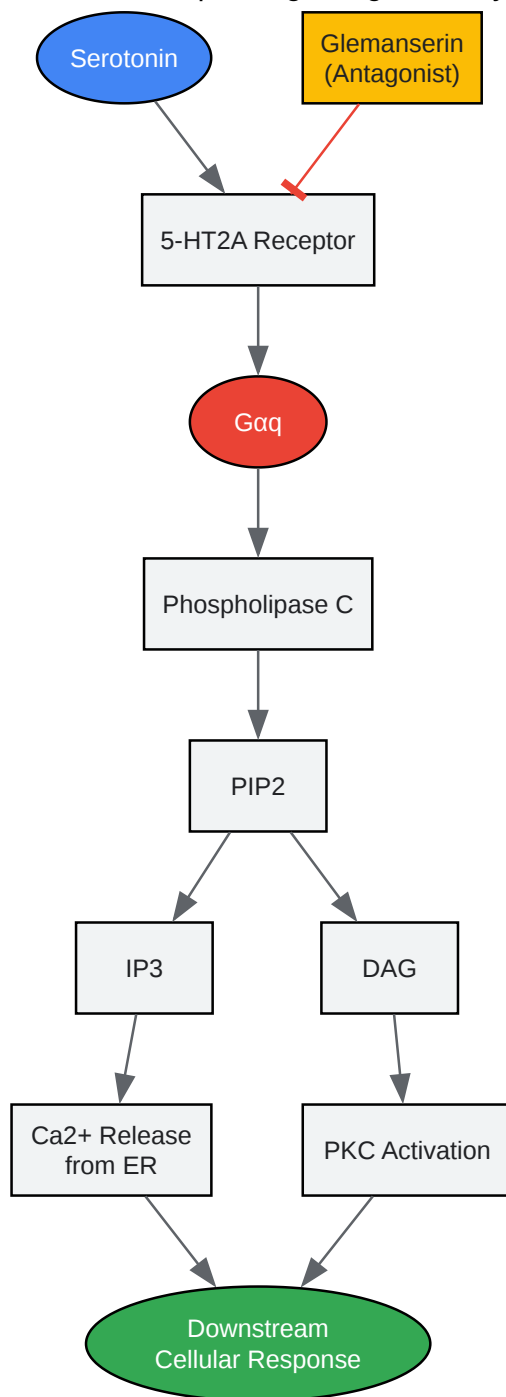 Serotonin
Glemanserin
(Antagonist)
5-HT2A Receptor
Gαq
Phospholipase C
PIP2
IP3
DAG
Ca2+ Release
from ER
PKC Activation
Downstream
Cellular Response